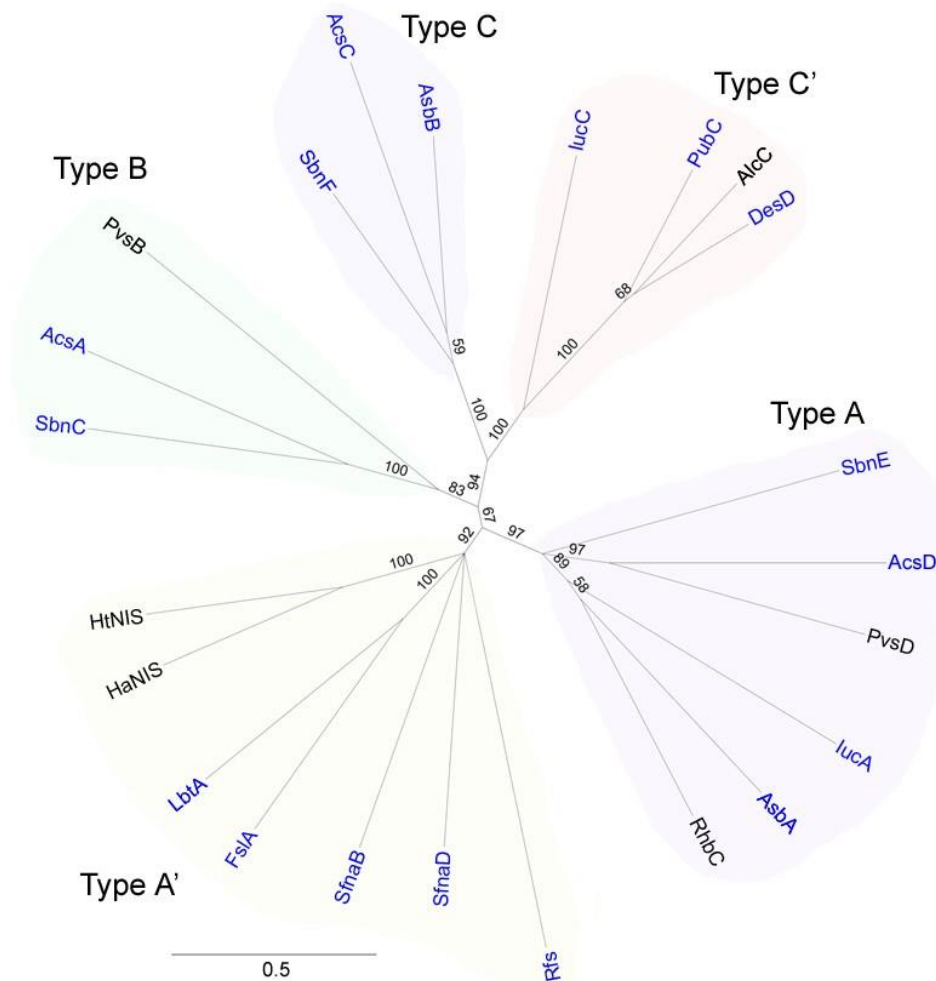 Type C
AcsC
AsbB
SbnF
59
100
Type C’
IucC
PubC
AlcC
DesD
68
100
100
Type B
PvsB
AcsA
SbnC
100
83
94
67
Type A
SbnE
AcsD
PvsD
IucA
AsbA
RhbC
97
97
89
58
92
100
100
HtNIS
HaNIS
LbtA
FslA
SfnaB
SfnaD
Rfs
Type A’
0.5